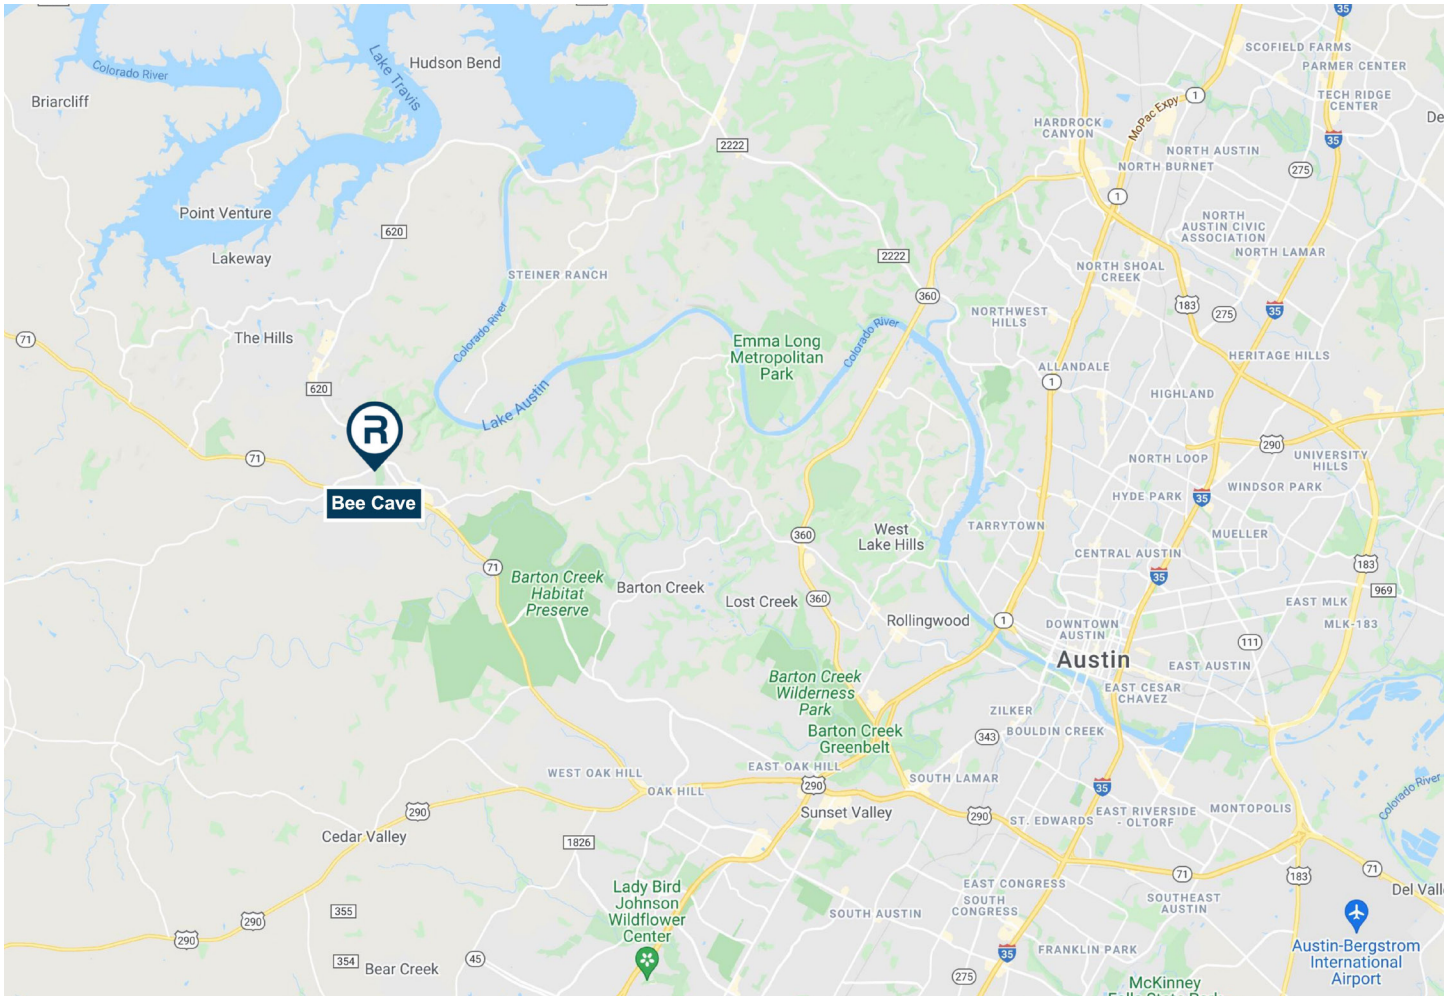 35
SCOFIELD FARMS
Hudson Bend
PARMER CENTER
Colorado River
Lake Travis
Briarcliff
1
TECH RIDGE
CENTER
MoPac Expy
De
HARDROCK
CANYON
35
2222
NORTH AUSTIN
NORTH BURNET
275
1
Point Venture
620
NORTH
AUSTIN CIVIC
ASSOCIATION
Lakeway
2222
NORTH LAMAR
STEINER RANCH
NORTH SHOAL
CREEK
360
183
275
35
NORTHWEST
HILLS
71
The Hills
Colorado River
Emma Long
Metropolitan
Park
Colorado River
HERITAGE HILLS
ALLANDALE
1
620
HIGHLAND
Lake Austin
R
290
71
NORTH LOOP
UNIVERSITY
HILLS
WINDSOR PARK
HYDE PARK
35
Bee Cave
West
Lake Hills
TARRYTOWN
360
MUELLER
CENTRAL AUSTIN
71
183
Barton Creek
Habitat
Preserve
Barton Creek
35
969
Lost Creek
360
EAST MLK
Rollingwood
1
DOWNTOWN
AUSTIN
MLK-183
111
Austin
EAST AUSTIN
Barton Creek
Wilderness
Park
EAST CESAR
CHAVEZ
ZILKER
Barton Creek
Greenbelt
343
BOULDIN CREEK
WEST OAK HILL
EAST OAK HILL
SOUTH LAMAR
Colorado River
OAK HILL
290
35
290
Sunset Valley
290
ST. EDWARDS
EAST RIVERSIDE
- OLTORF
MONTOPOLIS
Cedar Valley
1826
71
183
71
Lady Bird
Johnson
Wildflower
Center
EAST CONGRESS
SOUTH
CONGRESS
SOUTHEAST
AUSTIN
Del Vall
355
SOUTH AUSTIN
290
290
FRANKLIN PARK
Austin-Bergstrom
International
Airport
354
Bear Creek
45
35
275
McKinney